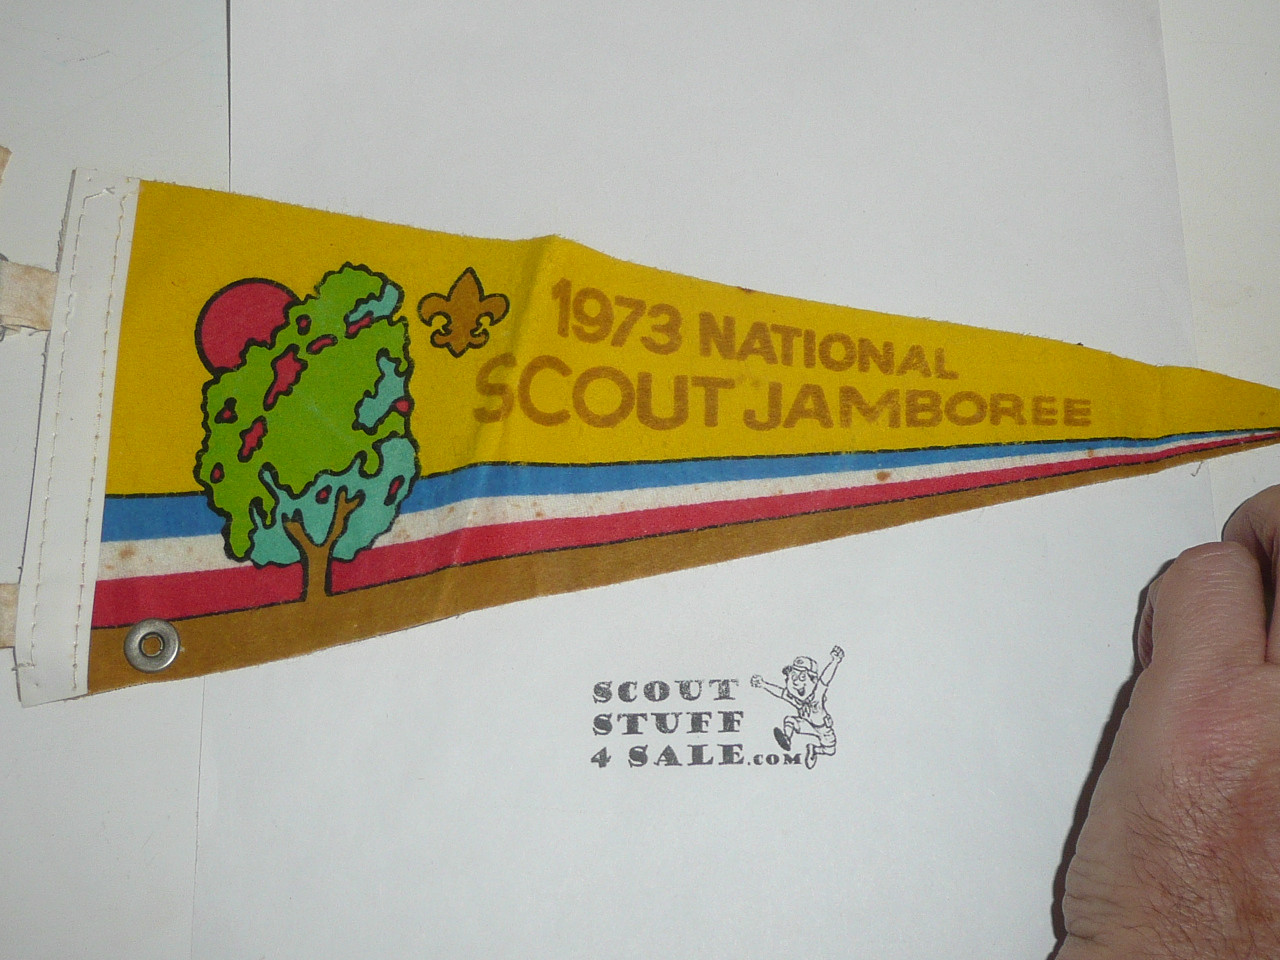 1973 NATIONAL
SCOUT JAMBOREE
SCOUT
STUFF
4 SALE.COM